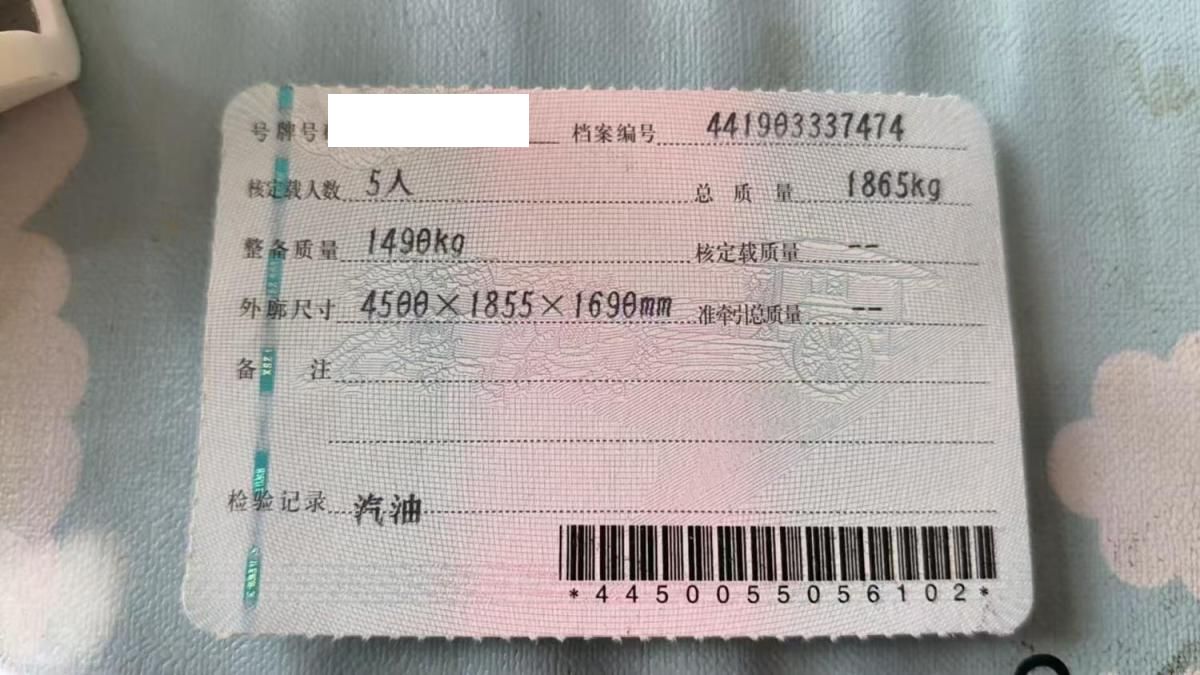 号牌号 档案编号 441903337474
核定载人数 5人 总质量 1865kg
整备质量 1490kg 核定载质量 --
外廓尺寸 4500×1855×1690mm 准牵引总质量 --
备注
检验记录 汽油
*445005505610 2*